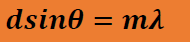 dsinθ = mλ